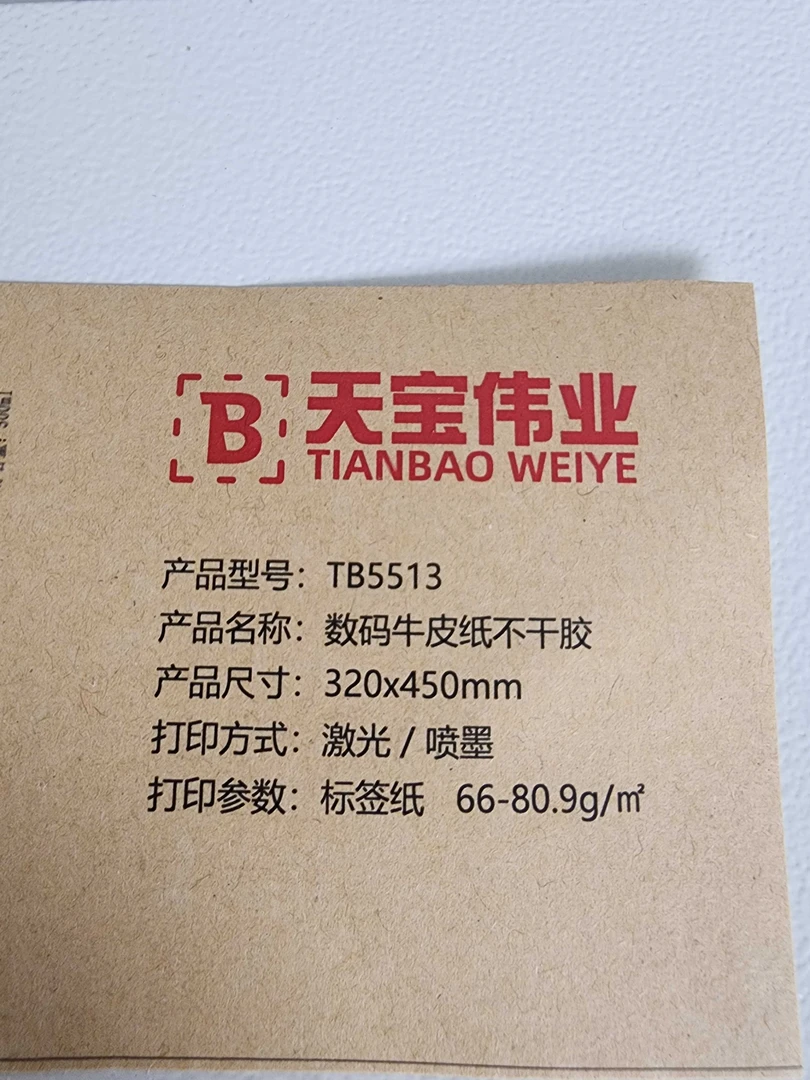 B 天宝伟业
TIANBAO WEIYE
产品型号：TB5513
产品名称：数码牛皮纸不干胶
产品尺寸：320x450mm
打印方式：激光 / 喷墨
打印参数：标签纸 66-80.9g/㎡